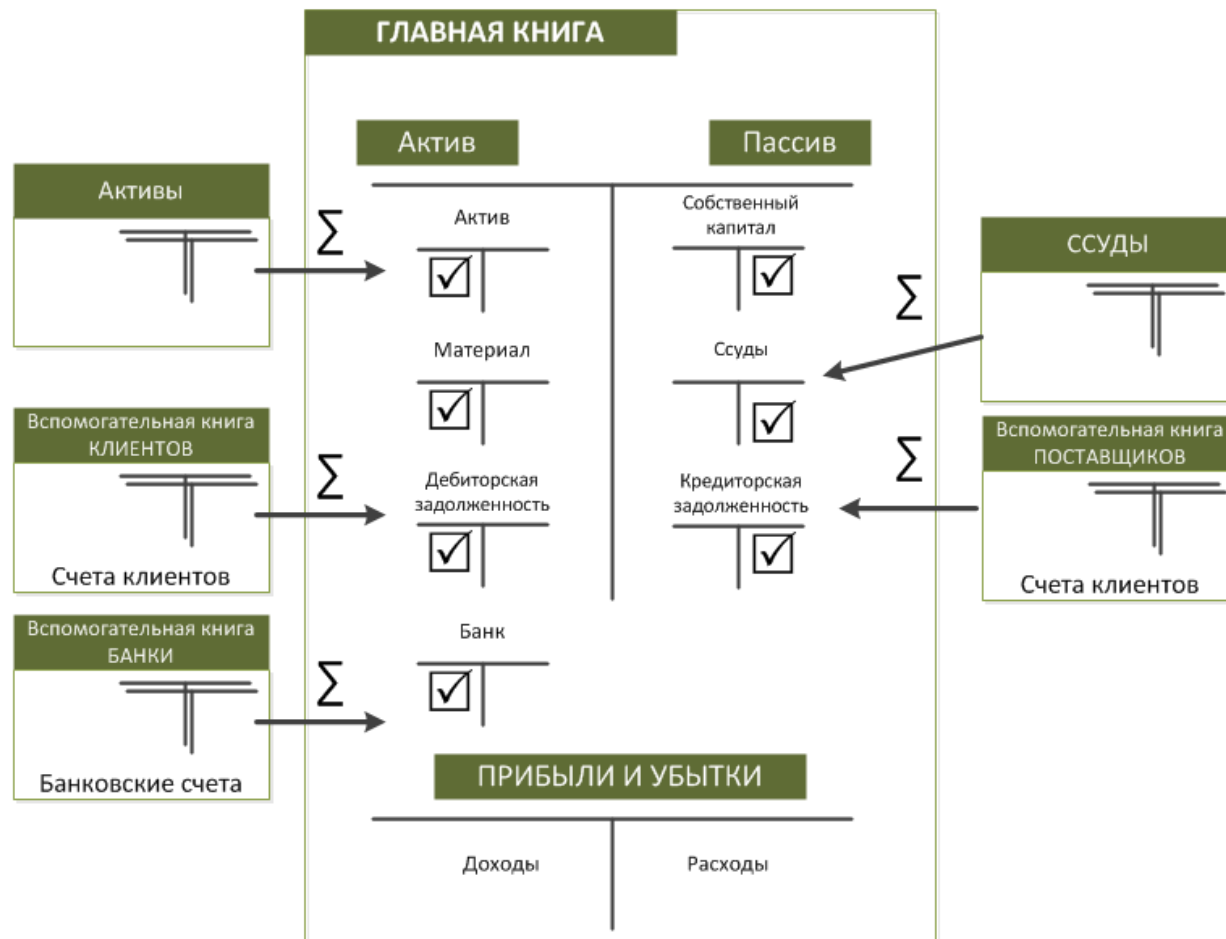 ГЛАВНАЯ КНИГА
Актив
Пассив
Активы
∑
Актив
Собственный
капитал
ССУДЫ
∑
Материал
Ссуды
Вспомогательная книга
КЛИЕНТОВ
Счета клиентов
∑
Дебиторская
задолженность
Кредиторская
задолженность
∑
Вспомогательная книга
ПОСТАВЩИКОВ
Счета клиентов
Вспомогательная книга
БАНКИ
Банковские счета
∑
Банк
ПРИБЫЛИ И УБЫТКИ
Доходы
Расходы